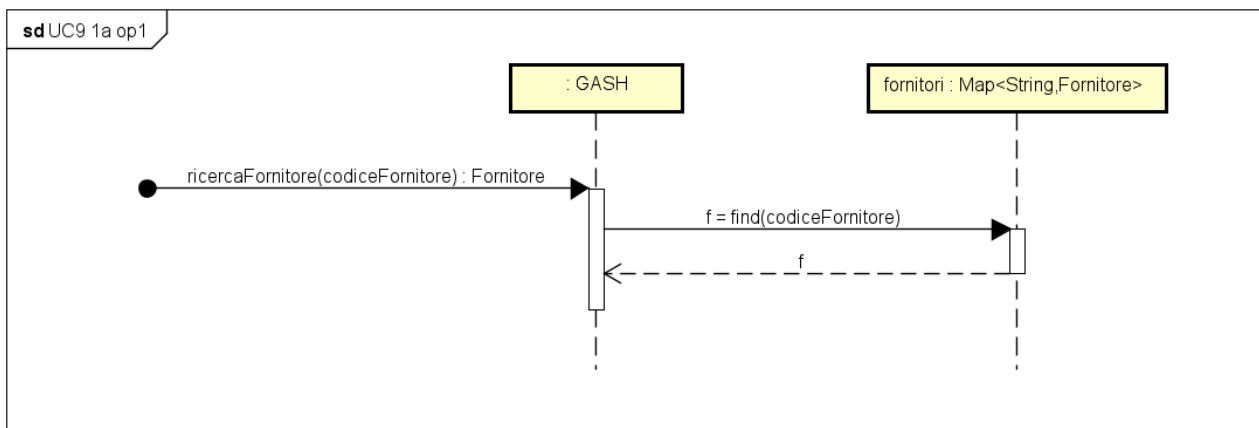 sd UC9 1a op1
: GASH
fornitori : Map<String,Fornitore>
ricercaFornitore(codiceFornitore) : Fornitore
f = find(codiceFornitore)
f